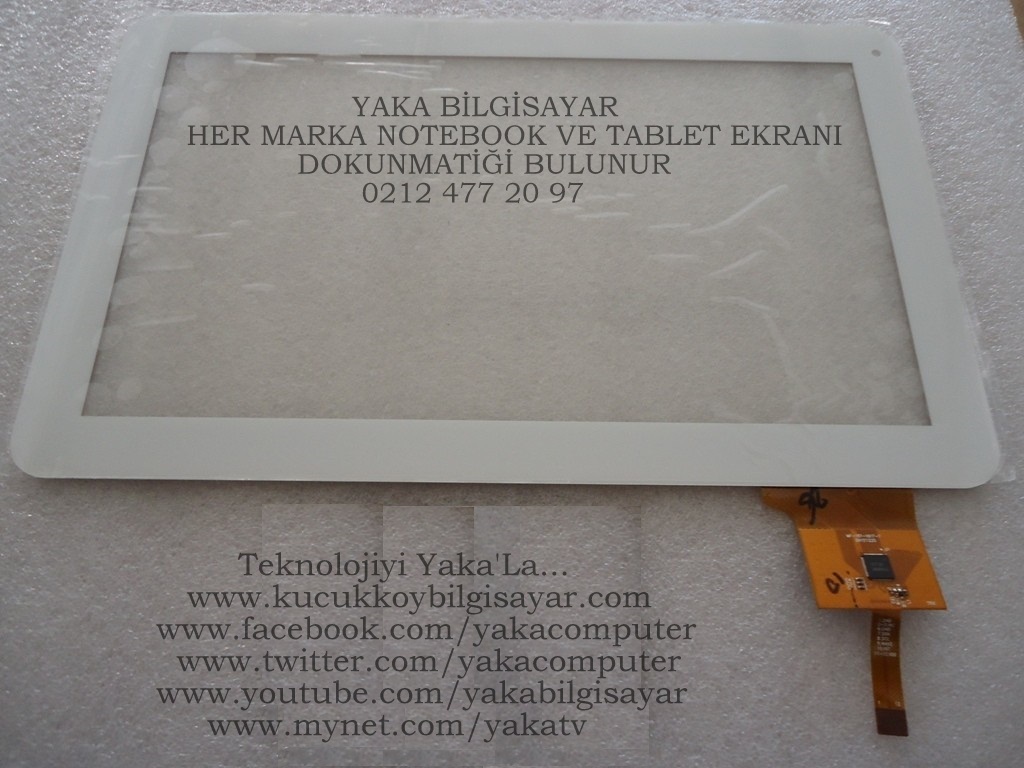 YAKA BİLGİSAYAR
HER MARKA NOTEBOOK VE TABLET EKRANI
DOKUNMATİĞİ BULUNUR
0212 477 20 97
Teknolojiyi Yaka'La...
www.kucukkoybilgisayar.com
www.facebook.com/yakacomputer
www.twitter.com/yakacomputer
www.youtube.com/yakabilgisayar
www.mynet.com/yakatv